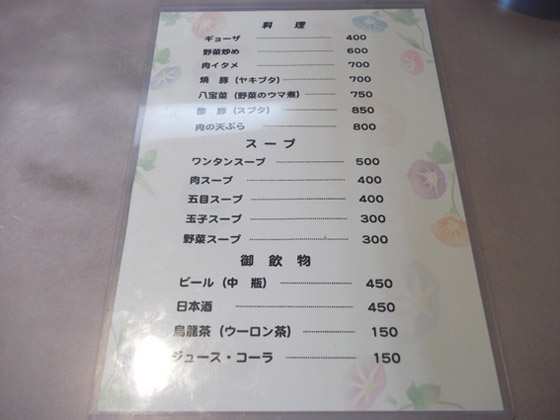 料 理
ギョーザ 400
野菜炒め 600
肉イタメ 700
焼 豚（ヤキブタ） 700
八宝菜（野菜のウマ煮） 750
酢 豚（スブタ） 850
肉の天ぷら 800
スープ
ワンタンスープ 500
肉スープ 400
五目スープ 400
玉子スープ 300
野菜スープ 300
御 飲 物
ビール（中 瓶） 450
日本酒 450
烏龍茶（ウーロン茶） 150
ジュース・コーラ 150